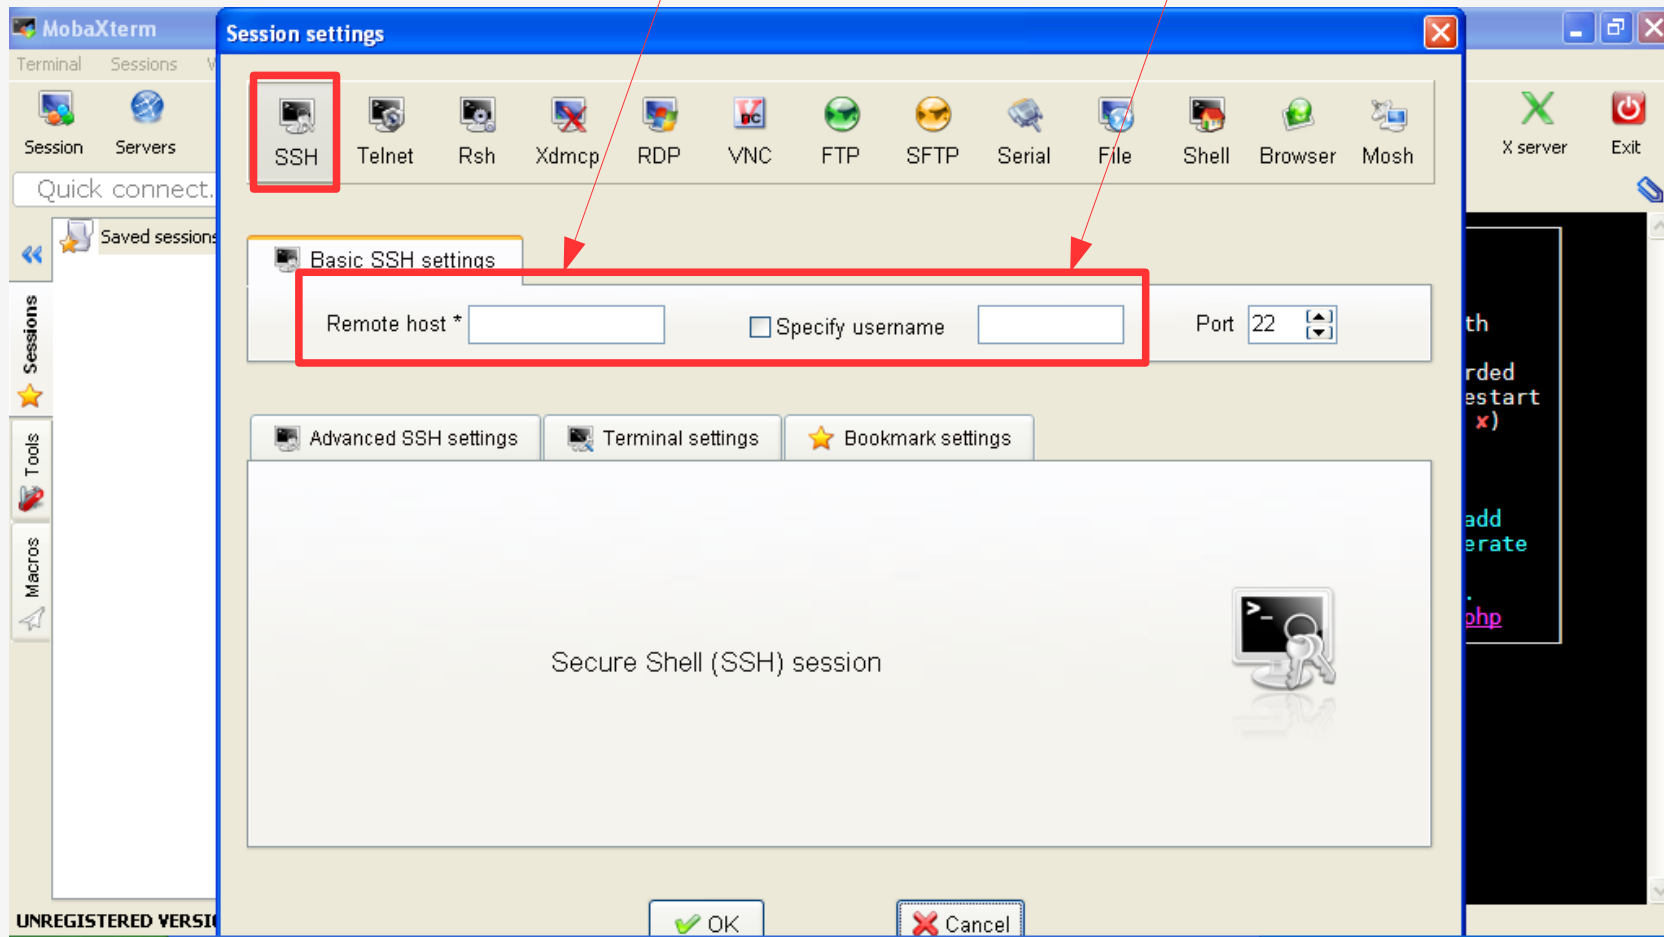 MobaXterm
Session settings
Terminal Sessions
Session Servers
SSH Telnet Rsh Xdmcp RDP VNC FTP SFTP Serial File Shell Browser Mosh
X server Exit
Quick connect.
Saved sessions
Basic SSH settings
Remote host * Specify username Port 22
Sessions
Tools
Macros
Advanced SSH settings Terminal settings Bookmark settings
Secure Shell (SSH) session
th
rded
estart
x)
add
erate
.
php
OK Cancel
UNREGISTERED VERSIO